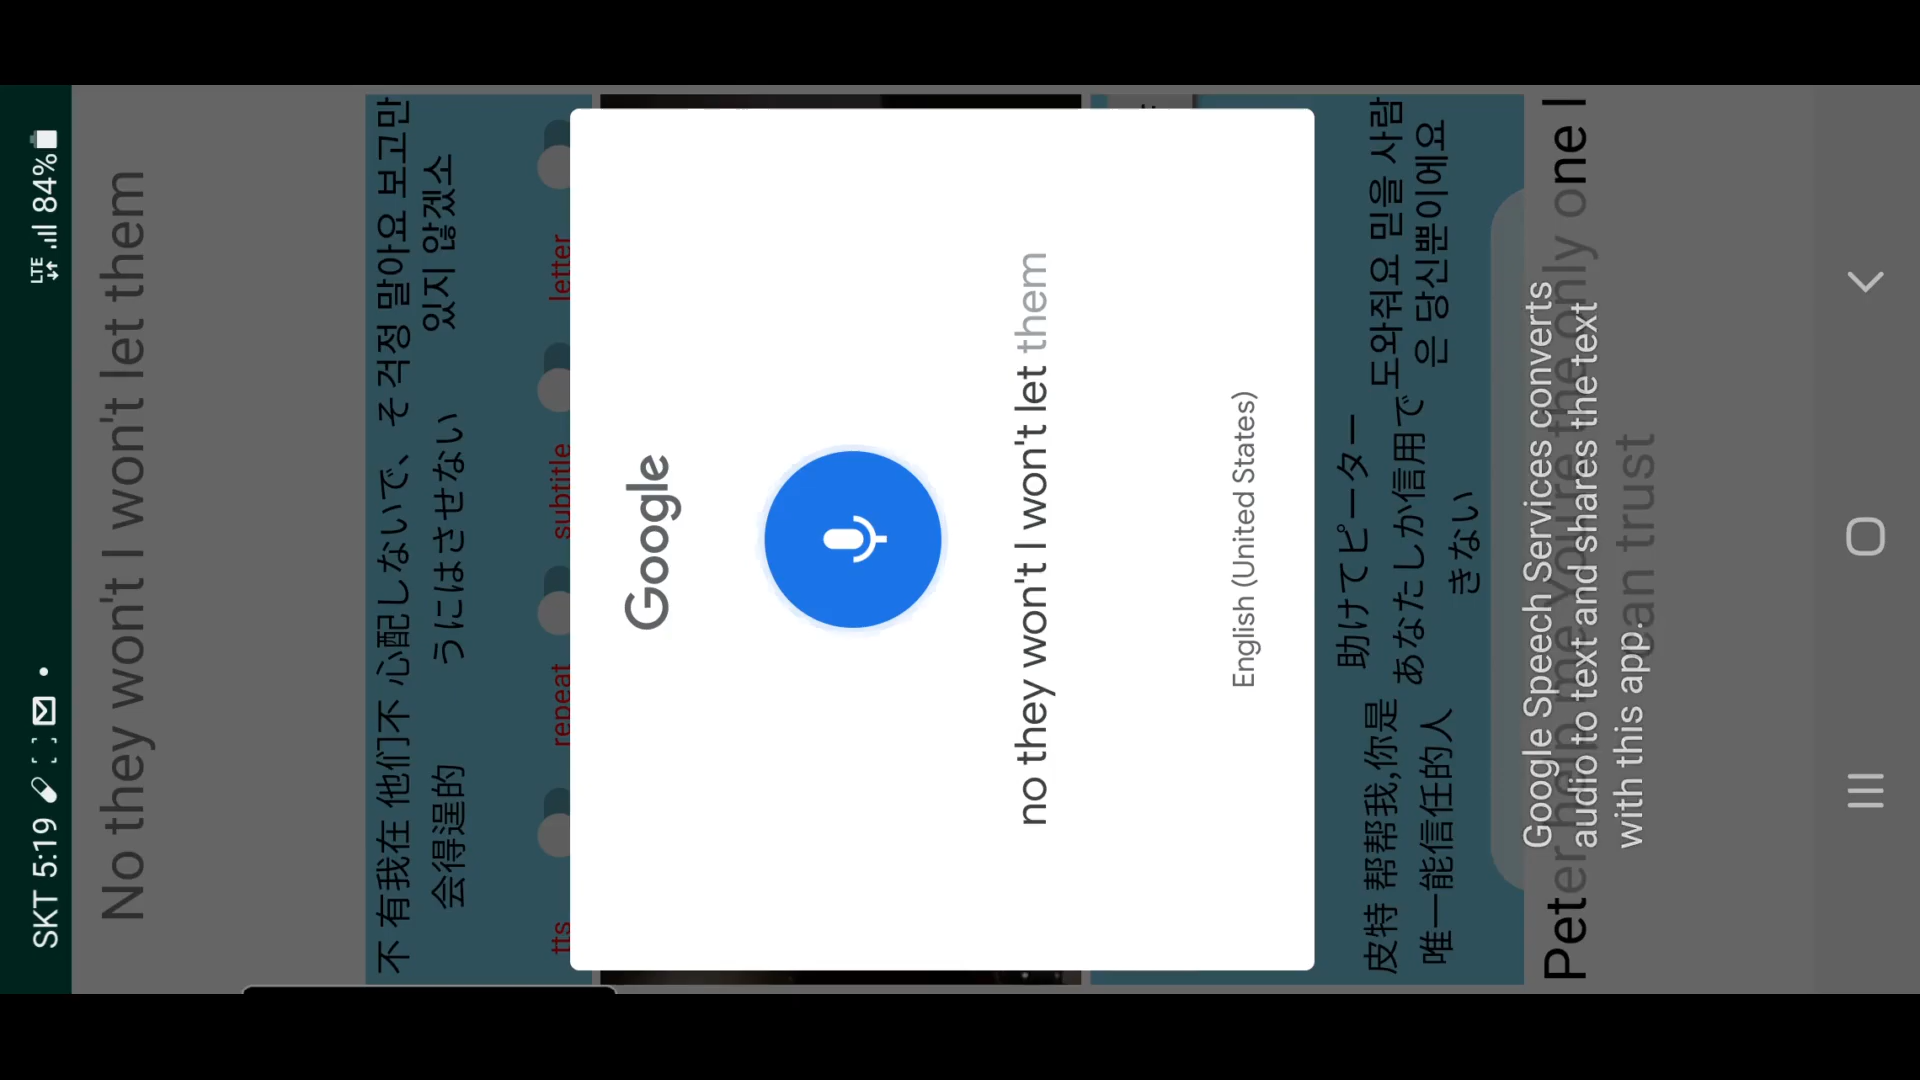 SKT 5:19 LTE 84%
No they won't I won't let them
不 有我在 他们不
会得逞的
心配しないで、そ
うにはさせない
걱정 말아요 보고만
있지 않겠소
tts repeat subtitle letter
Google
no they won't I won't let them
English (United States)
皮特 帮帮我,你是
唯一能信任的人
助けてピーター
あなたしか信用で
きない
도와줘요 믿을 사람
은 당신뿐이에요
Peter help me you're the only one I
can trust
Google Speech Services converts
audio to text and shares the text
with this app.